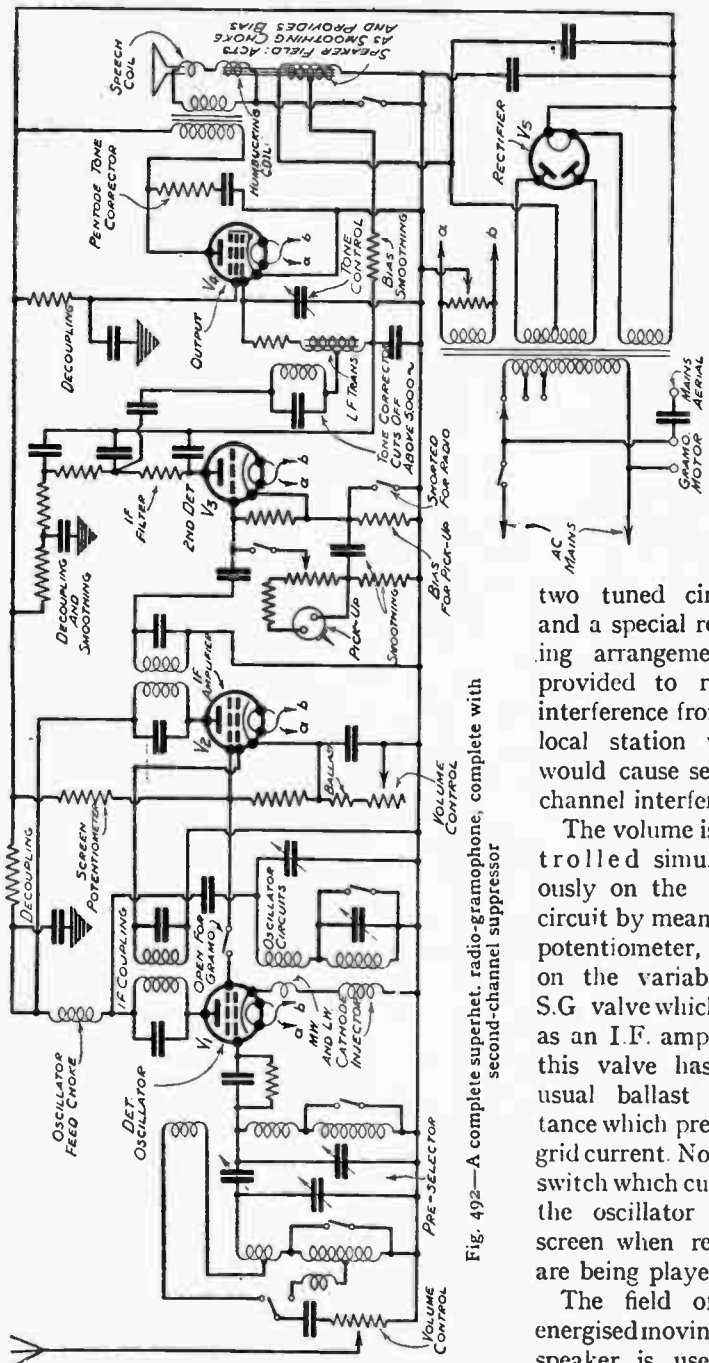 SPEAKER FIELD: ACTS
AS SMOOTHING CHOKE
AND PROVIDES BIAS
SPEECH
COIL
HUMBUCKING
COIL
PENTODE TONE
CORRECTOR
V4
OUTPUT
a
b
TONE
CONTROL
BIAS
SMOOTHING
DECOUPLING
LF TRANS
TONE CORRECTOR
CUTS OFF
ABOVE 5000~
RECTIFIER
V5
a
b
MAINS
AERIAL
GRAMO.
MOTOR
AC MAINS
DECOUPLING
AND
SMOOTHING
IF
FILTER
2ND DET
V3
a
b
SHORTED
FOR RADIO
BIAS
FOR PICK-UP
PICK-UP
SMOOTHING
IF
AMPLIFIER
V2
a
b
BALLAST
VOLUME
CONTROL
DECOUPLING
SCREEN
POTENTIOMETER
IF COUPLING
OPEN FOR
GRAMO
OSCILLATOR
CIRCUITS
OSCILLATOR
FEED CHOKE
DET.
OSCILLATOR
V1
a
b
MW
AND LW
CATHODE
INJECTOR
PRE-SELECTOR
VOLUME
CONTROL
Fig. 492—A complete superhet. radio-gramophone, complete with
second-channel suppressor
two tuned cir
and a special re
ing arrangeme
provided to r
interference from
local station
would cause se
channel interfer
The volume is
trolled simu
ously on the
circuit by mean
potentiometer,
on the variab
S.G valve which
as an I.F. amp
this valve has
usual ballast
tance which pre
grid current. No
switch which cu
the oscillator
screen when re
are being playe
The field of
energised movin
speaker is use